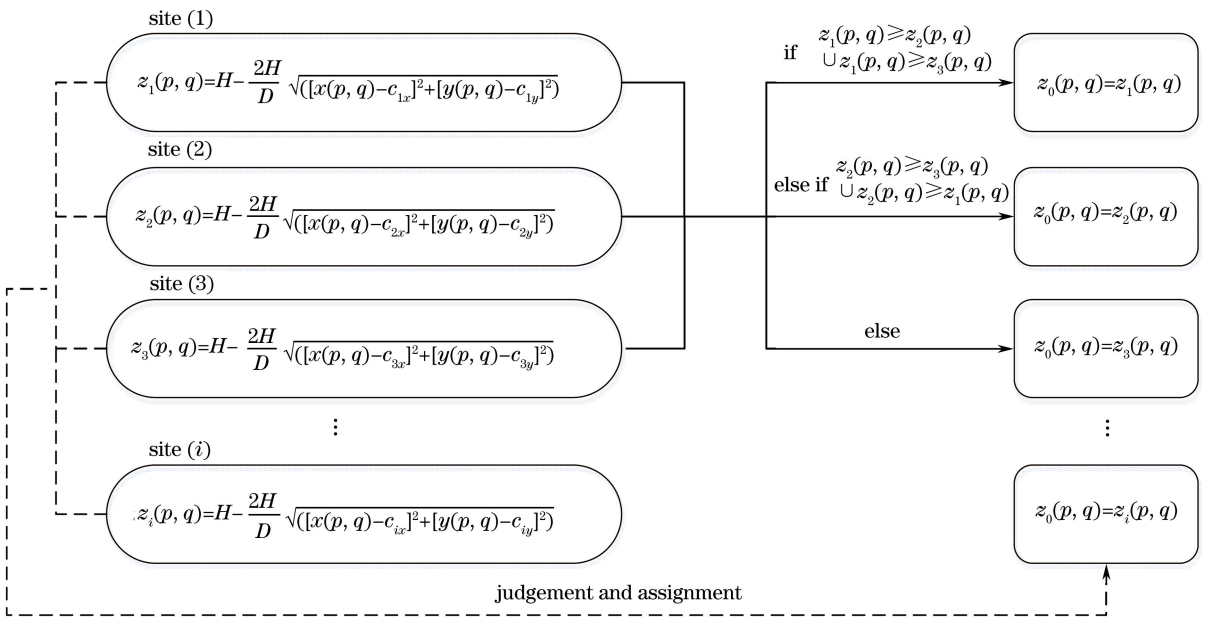 site (1)
z₁(p, q)=H−2H/D √([x(p, q)−c₁ₓ]²+[y(p, q)−c₁y]²)
if z₁(p, q)⩾z₂(p, q)
∪z₁(p, q)⩾z₃(p, q)
z₀(p, q)=z₁(p, q)
site (2)
z₂(p, q)=H−2H/D √([x(p, q)−c₂ₓ]²+[y(p, q)−c₂y]²)
else if z₂(p, q)⩾z₃(p, q)
∪z₂(p, q)⩾z₁(p, q)
z₀(p, q)=z₂(p, q)
site (3)
z₃(p, q)=H−2H/D √([x(p, q)−c₃ₓ]²+[y(p, q)−c₃y]²)
else
z₀(p, q)=z₃(p, q)
⋮
⋮
site (i)
zᵢ(p, q)=H−2H/D √([x(p, q)−cᵢₓ]²+[y(p, q)−cᵢy]²)
z₀(p, q)=zᵢ(p, q)
judgement and assignment